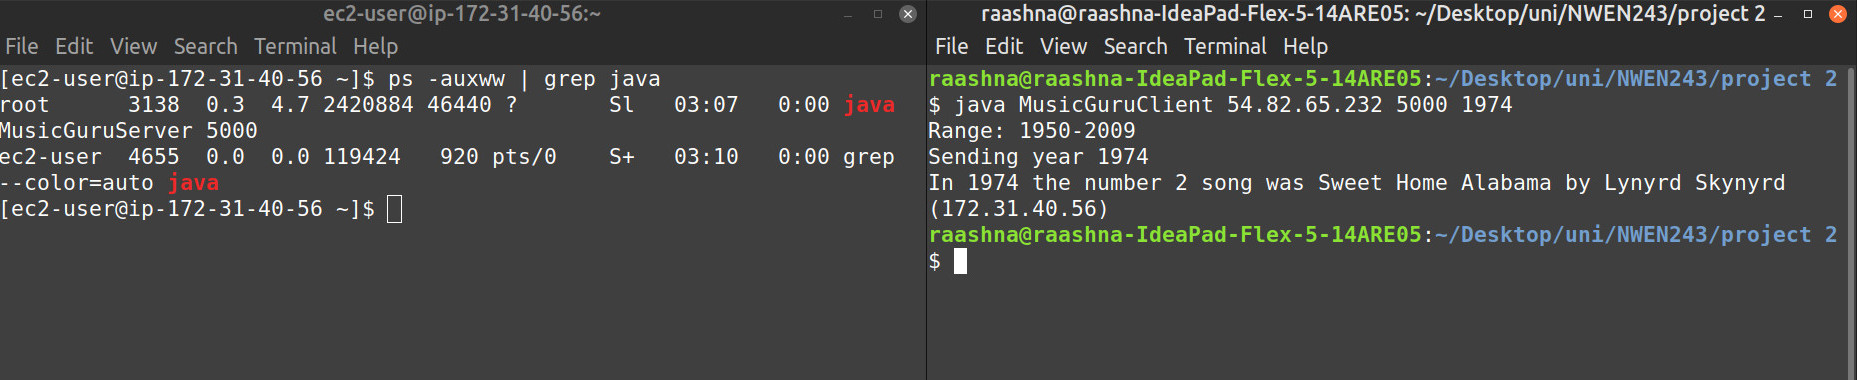 ec2-user@ip-172-31-40-56:~
File Edit View Search Terminal Help
[ec2-user@ip-172-31-40-56 ~]$ ps -auxww | grep java
root      3138  0.3  4.7 2420884 46440 ?       Sl   03:07   0:00 java
MusicGuruServer 5000
ec2-user  4655  0.0  0.0 119424   920 pts/0    S+   03:10   0:00 grep
--color=auto java
[ec2-user@ip-172-31-40-56 ~]$
raashna@raashna-IdeaPad-Flex-5-14ARE05: ~/Desktop/uni/NWEN243/project 2
File Edit View Search Terminal Help
raashna@raashna-IdeaPad-Flex-5-14ARE05:~/Desktop/uni/NWEN243/project 2
$ java MusicGuruClient 54.82.65.232 5000 1974
Range: 1950-2009
Sending year 1974
In 1974 the number 2 song was Sweet Home Alabama by Lynyrd Skynyrd
(172.31.40.56)
raashna@raashna-IdeaPad-Flex-5-14ARE05:~/Desktop/uni/NWEN243/project 2
$